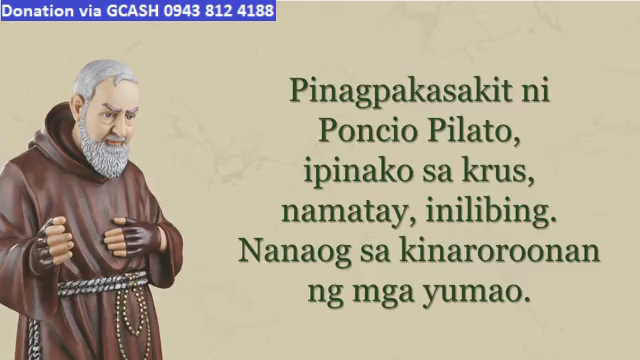 Donation via GCASH 0943 812 4188
Pinagpakasakit ni
Poncio Pilato,
ipinako sa krus,
namatay, inilibing.
Nanaog sa kinaroroonan
ng mga yumao.